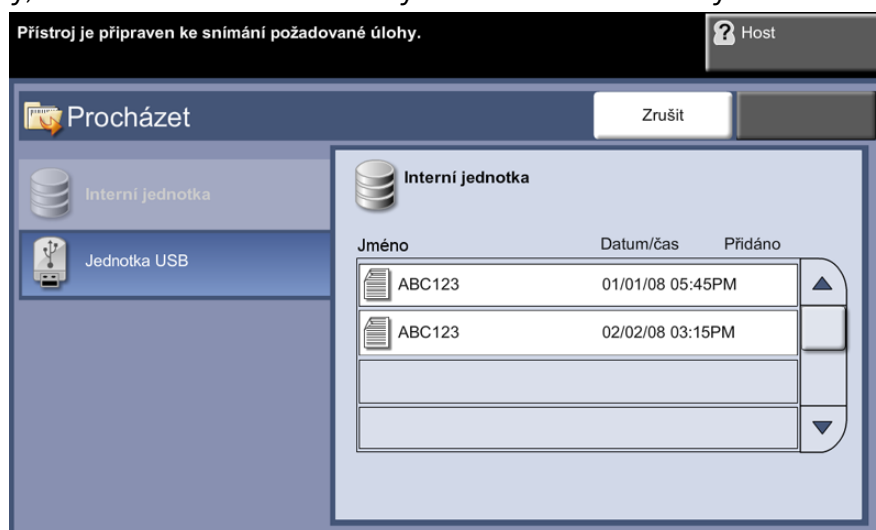 Přístroj je připraven ke snímání požadované úlohy.
Host
Procházet
Zrušit
Interní jednotka
Jednotka USB
Interní jednotka
Jméno Datum/čas Přidáno
ABC123 01/01/08 05:45PM
ABC123 02/02/08 03:15PM